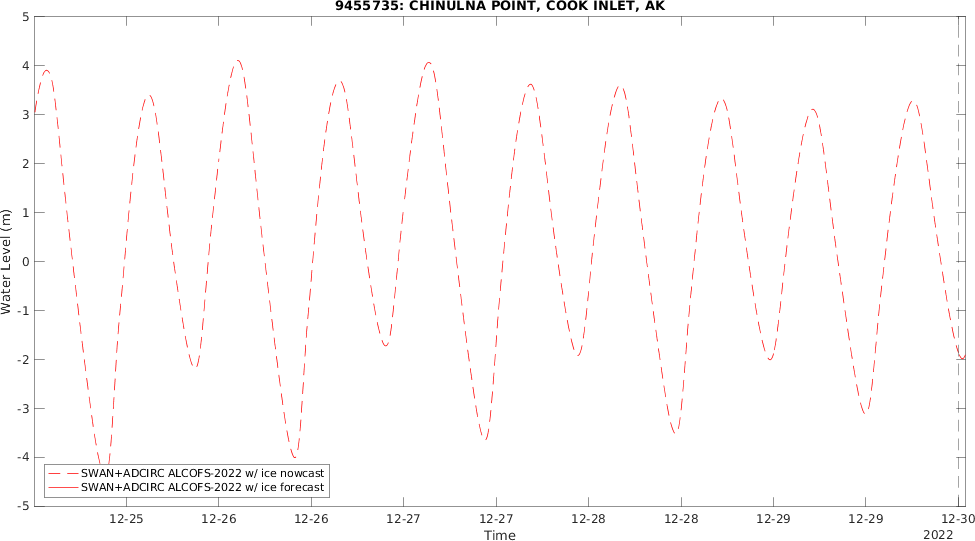 9455735: CHINULNA POINT, COOK INLET, AK
5
4
3
2
1
0
-1
-2
-3
-4
-5
Water Level (m)
SWAN+ADCIRC ALCOFS-2022 w/ ice nowcast
SWAN+ADCIRC ALCOFS-2022 w/ ice forecast
12-25 12-26 12-26 12-27 12-27 12-28 12-28 12-29 12-29 12-30
Time
2022